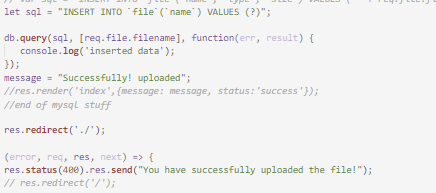 let sql = "INSERT INTO `file`(`name`) VALUES (?)";
db.query(sql, [req.file.filename], function(err, result) {
console.log('inserted data');
});
message = "Successfully! uploaded";
//res.render('index',{message: message, status:'success'});
//end of mysql stuff
res.redirect('./');
(error, req, res, next) => {
res.status(400).res.send("You have successfully uploaded the file!");
// res.redirect('/');